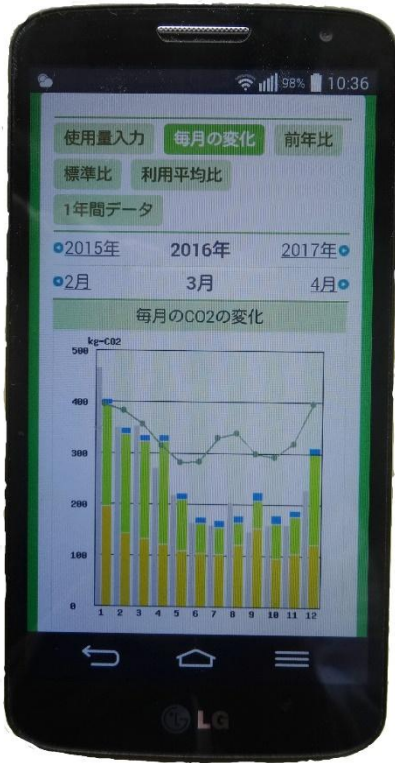 98% 10:36
使用量入力 毎月の変化 前年比
標準比 利用平均比
1年間データ
2015年 2016年 2017年
2月 3月 4月
毎月のCO2の変化
kg-CO2
500
400
300
200
100
0
1 2 3 4 5 6 7 8 9 10 11 12
LG